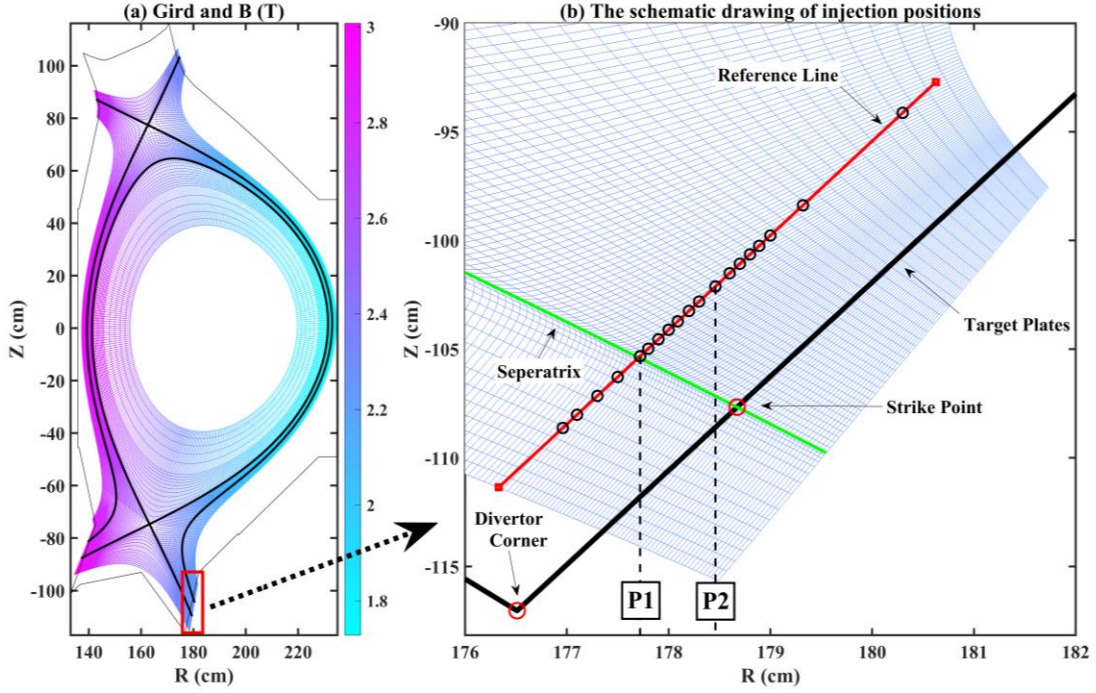 (a) Gird and B (T)
100
80
60
40
20
0
-20
-40
-60
-80
-100
Z (cm)
140
160
180
200
220
R (cm)
3
2.8
2.6
2.4
2.2
2
1.8
(b) The schematic drawing of injection positions
-90
-95
-100
-105
-110
-115
Z (cm)
Reference Line
Target Plates
Seperatrix
Strike Point
Divertor
Corner
P1
P2
176
177
178
179
180
181
182
R (cm)